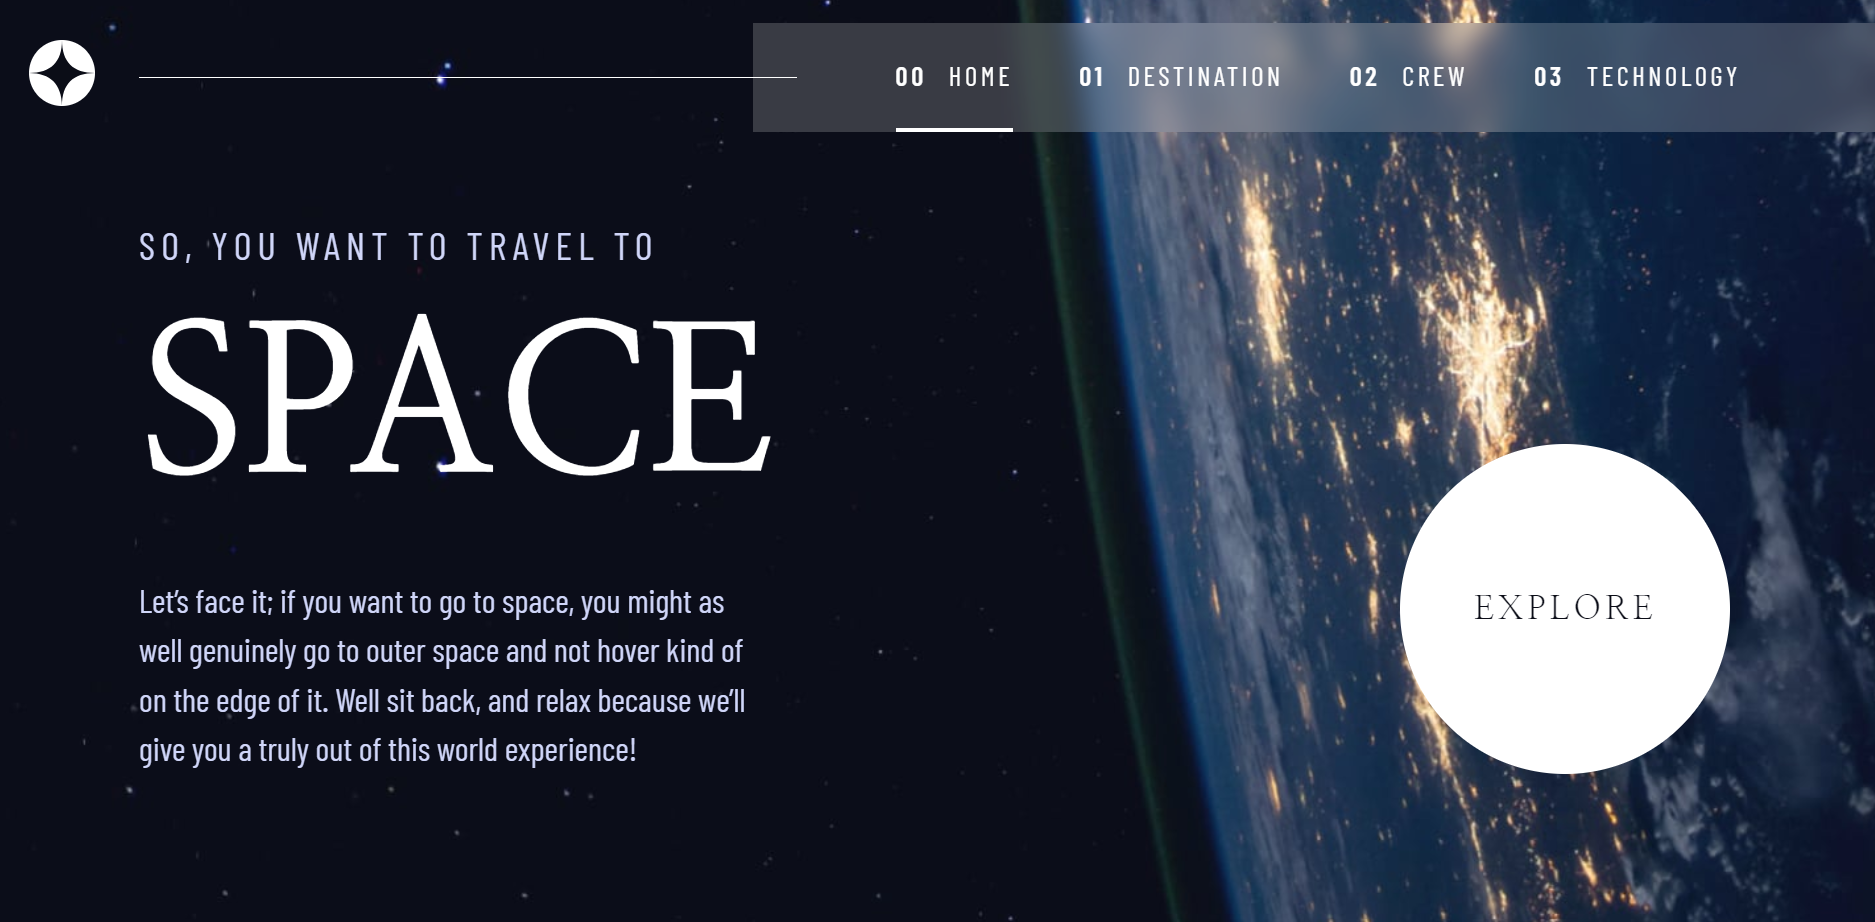 00 HOME 01 DESTINATION 02 CREW 03 TECHNOLOGY
SO, YOU WANT TO TRAVEL TO
SPACE
Let’s face it; if you want to go to space, you might as
well genuinely go to outer space and not hover kind of
on the edge of it. Well sit back, and relax because we’ll
give you a truly out of this world experience!
EXPLORE